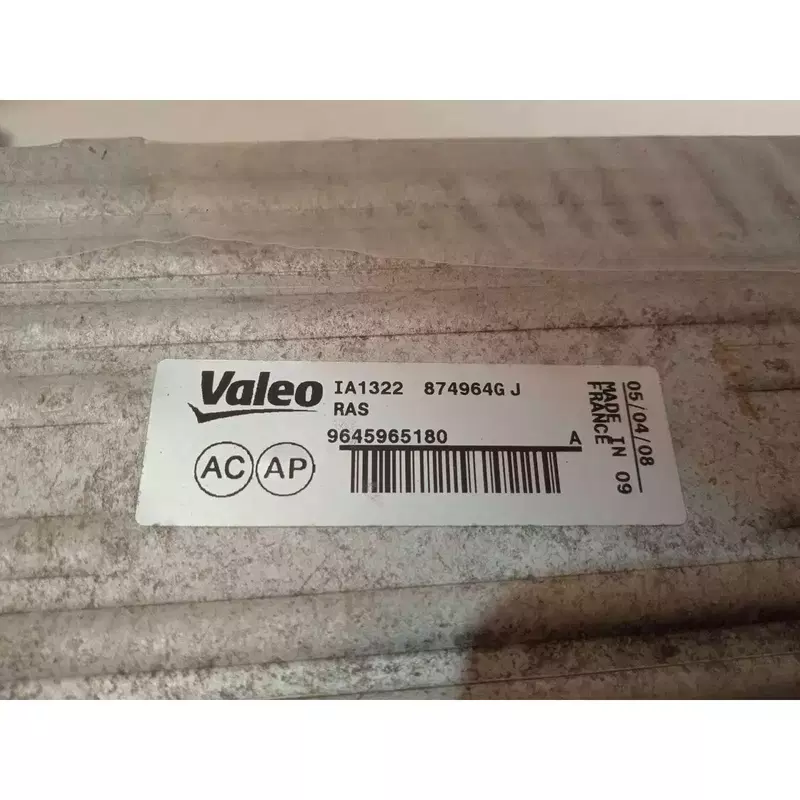 Valeo IA1322 874964G J
RAS
9645965180 A
AC AP
05/04/08
MADE IN 09
FRANCE